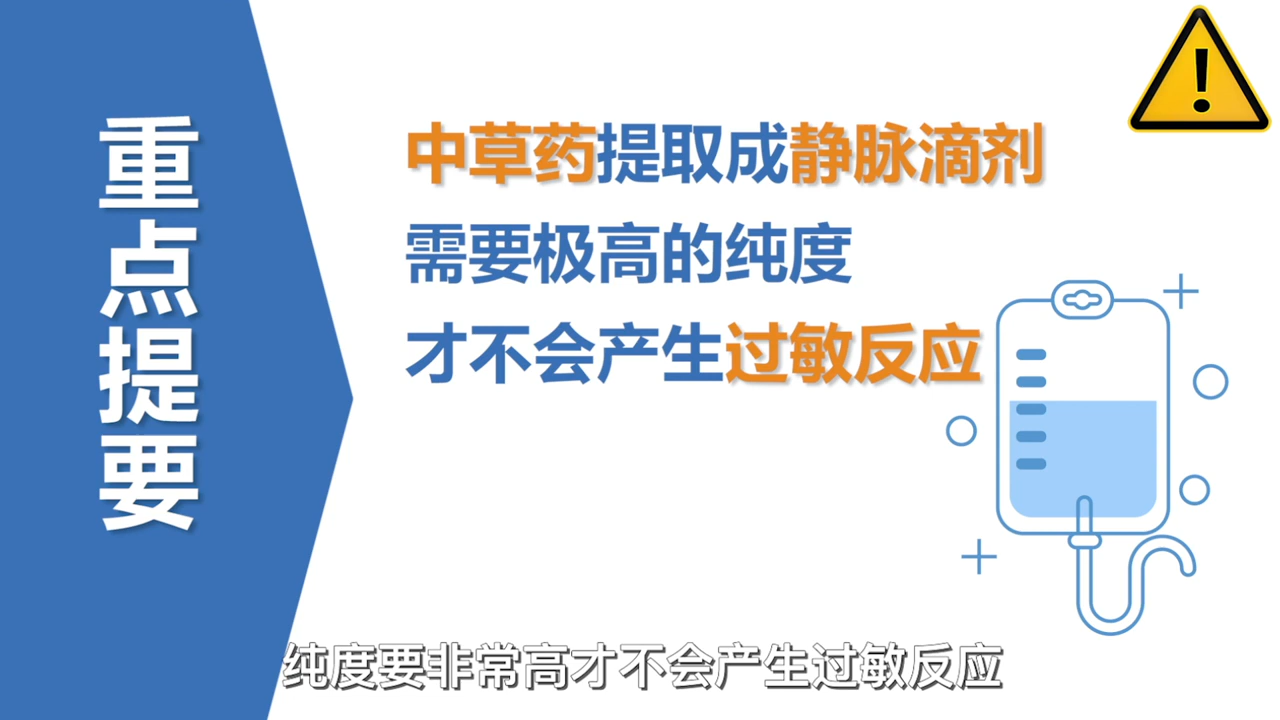 重点提要
中草药提取成静脉滴剂
需要极高的纯度
才不会产生过敏反应
纯度要非常高才不会产生过敏反应